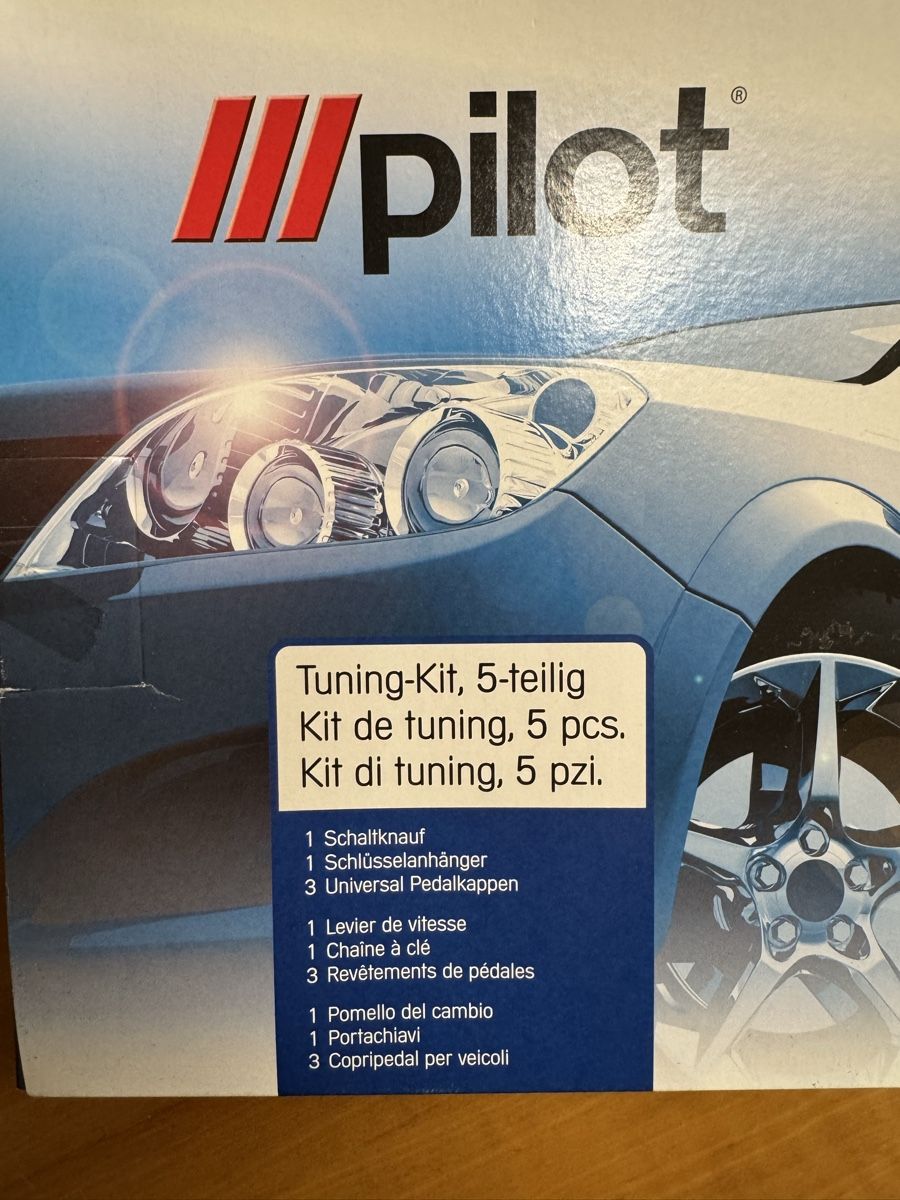 pilot®
Tuning-Kit, 5-teilig
Kit de tuning, 5 pcs.
Kit di tuning, 5 pzi.
1 Schaltknauf
1 Schlüsselanhänger
3 Universal Pedalkappen
1 Levier de vitesse
1 Chaîne à clé
3 Revêtements de pédales
1 Pomello del cambio
1 Portachiavi
3 Copripedal per veicoli